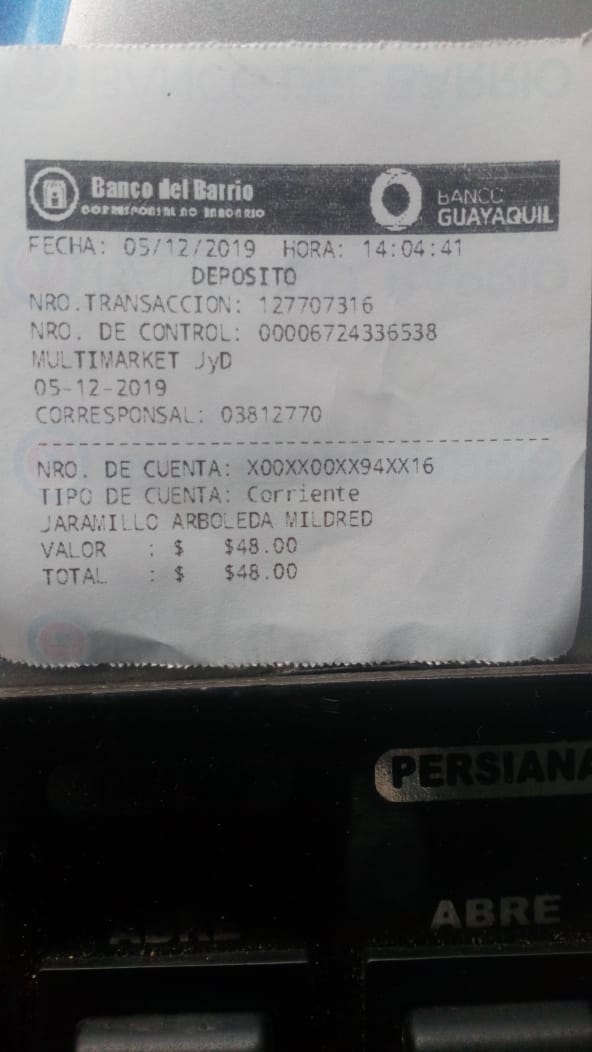 Banco del Barrio
CORRESPONSAL NO BANCARIO
BANCO
GUAYAQUIL
FECHA: 05/12/2019 HORA: 14:04:41
DEPOSITO
NRO.TRANSACCION: 127707316
NRO. DE CONTROL: 00006724336538
MULTIMARKET JyD
05-12-2019
CORRESPONSAL: 03812770
NRO. DE CUENTA: X00XX00XX94XX16
TIPO DE CUENTA: Corriente
JARAMILLO ARBOLEDA MILDRED
VALOR : $ $48.00
TOTAL : $ $48.00
PERSIANA
ABRE
ABRE